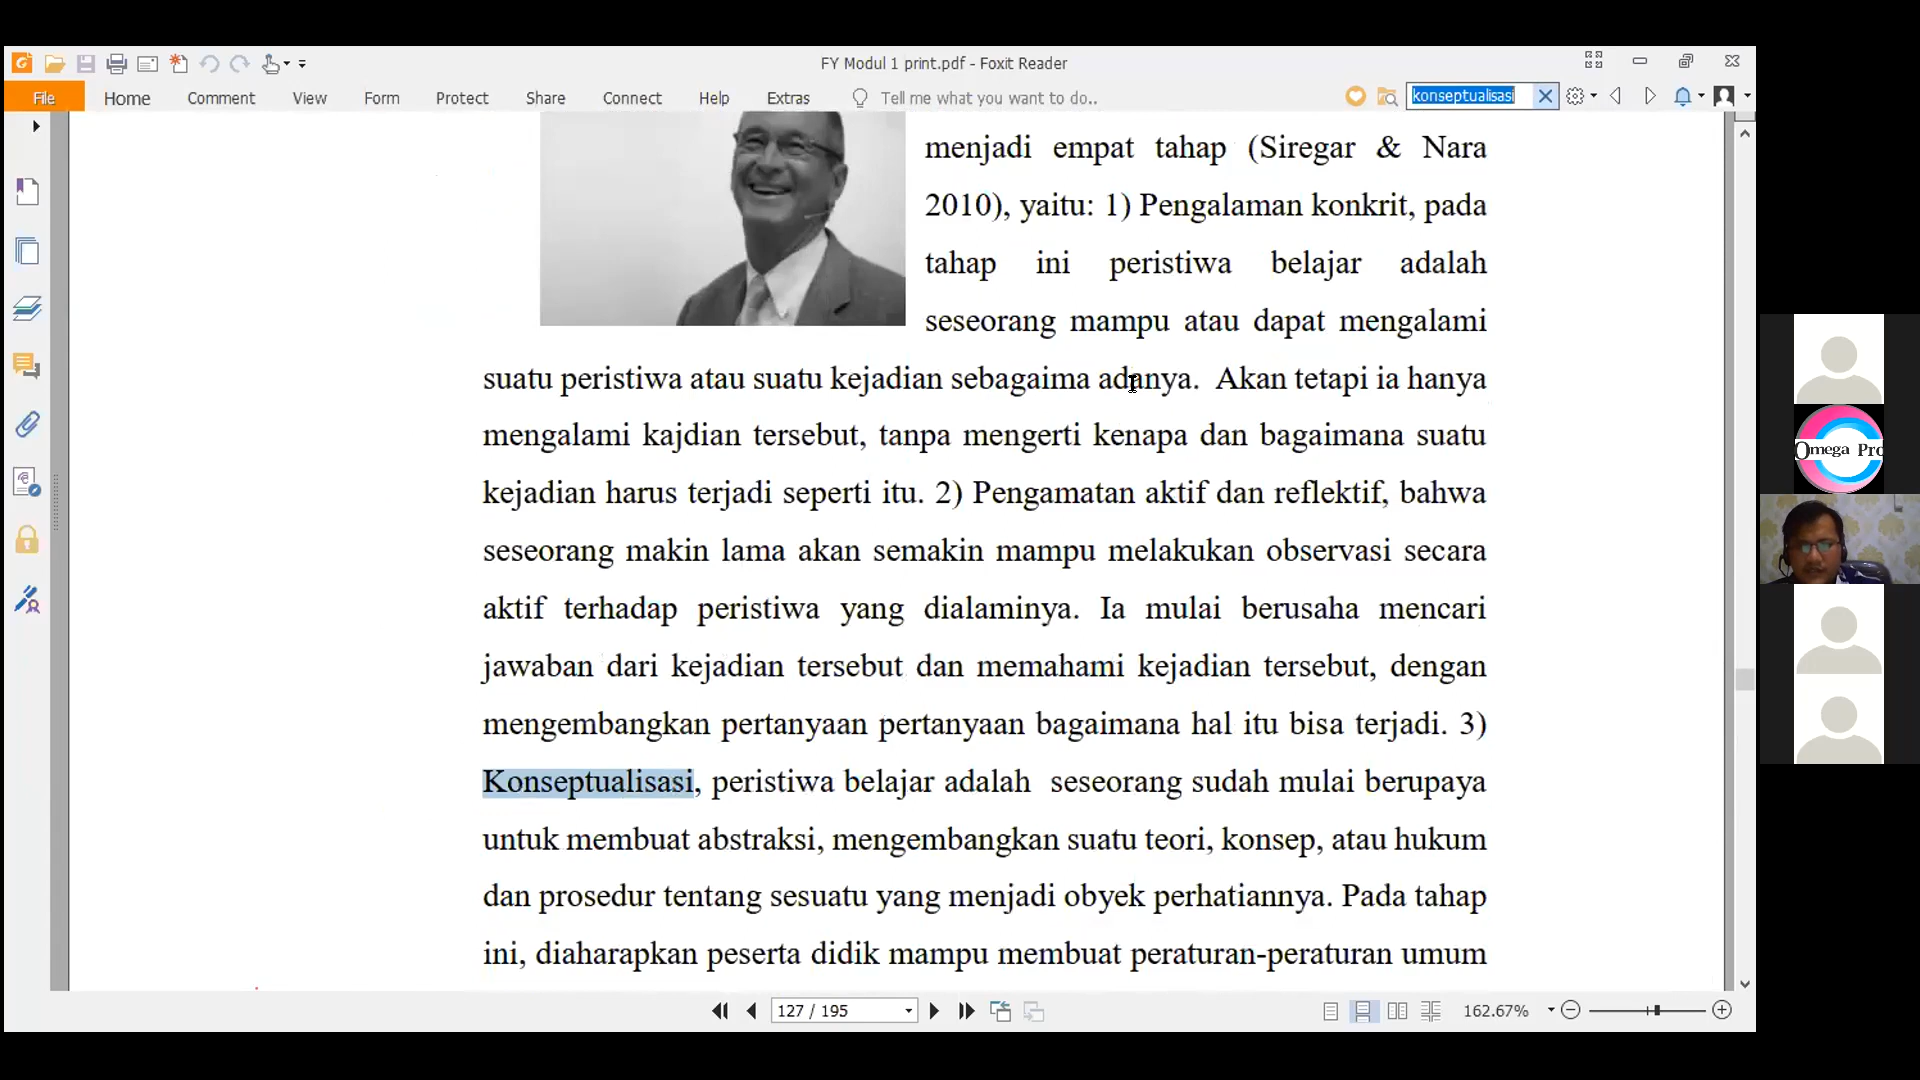 FY Modul 1 print.pdf - Foxit Reader
File Home Comment View Form Protect Share Connect Help Extras Tell me what you want to do.. konseptualisasi
menjadi empat tahap (Siregar & Nara
2010), yaitu: 1) Pengalaman konkrit, pada
tahap ini peristiwa belajar adalah
seseorang mampu atau dapat mengalami
suatu peristiwa atau suatu kejadian sebagaima adanya. Akan tetapi ia hanya
mengalami kajdian tersebut, tanpa mengerti kenapa dan bagaimana suatu
kejadian harus terjadi seperti itu. 2) Pengamatan aktif dan reflektif, bahwa
seseorang makin lama akan semakin mampu melakukan observasi secara
aktif terhadap peristiwa yang dialaminya. Ia mulai berusaha mencari
jawaban dari kejadian tersebut dan memahami kejadian tersebut, dengan
mengembangkan pertanyaan pertanyaan bagaimana hal itu bisa terjadi. 3)
Konseptualisasi, peristiwa belajar adalah seseorang sudah mulai berupaya
untuk membuat abstraksi, mengembangkan suatu teori, konsep, atau hukum
dan prosedur tentang sesuatu yang menjadi obyek perhatiannya. Pada tahap
ini, diaharapkan peserta didik mampu membuat peraturan-peraturan umum
127 / 195
162.67%
Omega Pro